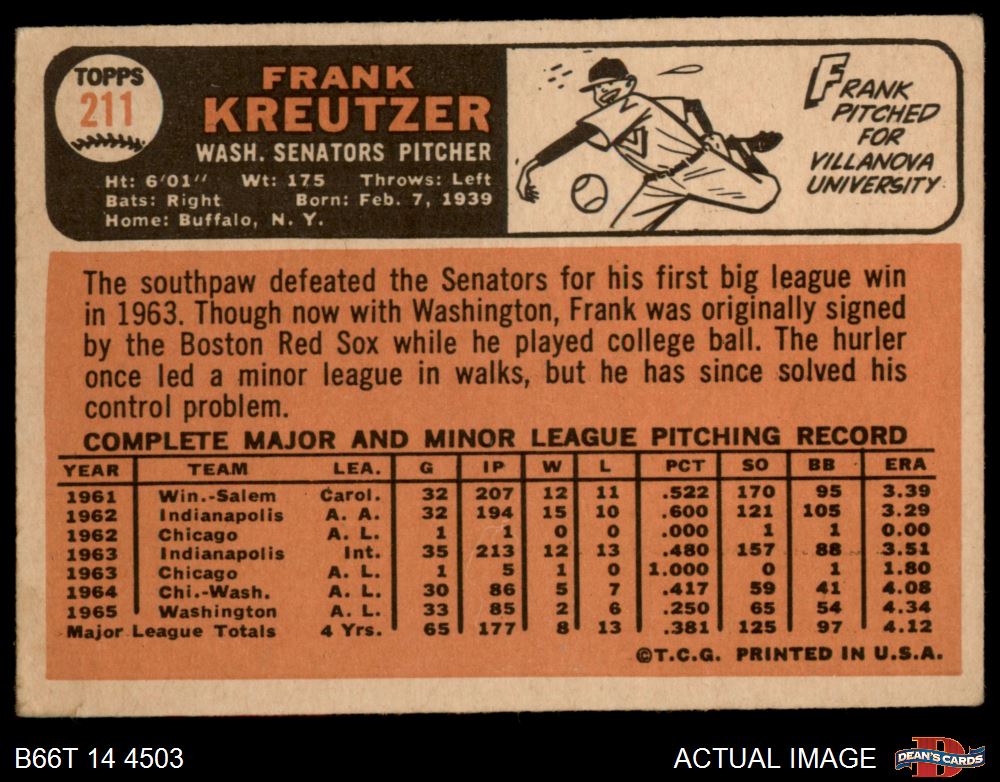 TOPPS
211
FRANK
KREUTZER
WASH. SENATORS PITCHER
Ht: 6'01" Wt: 175 Throws: Left
Bats: Right Born: Feb. 7, 1939
Home: Buffalo, N. Y.
FRANK
PITCHED
FOR
VILLANOVA
UNIVERSITY
The southpaw defeated the Senators for his first big league win
in 1963. Though now with Washington, Frank was originally signed
by the Boston Red Sox while he played college ball. The hurler
once led a minor league in walks, but he has since solved his
control problem.
COMPLETE MAJOR AND MINOR LEAGUE PITCHING RECORD
YEAR TEAM LEA. G IP W L PCT SO BB ERA
1961 Win.-Salem Carol. 32 207 12 11 .522 170 95 3.39
1962 Indianapolis A. A. 32 194 15 10 .600 121 105 3.29
1962 Chicago A. L. 1 1 0 0 .000 1 1 0.00
1963 Indianapolis Int. 35 213 12 13 .480 157 88 3.51
1963 Chicago A. L. 1 5 1 0 1.000 0 1 1.80
1964 Chi.-Wash. A. L. 30 86 5 7 .417 59 41 4.08
1965 Washington A. L. 33 85 2 6 .250 65 54 4.34
Major League Totals 4 Yrs. 65 177 8 13 .381 125 97 4.12
©T.C.G. PRINTED IN U.S.A.
B66T 14 4503
ACTUAL IMAGE
D
DEAN'S CARDS